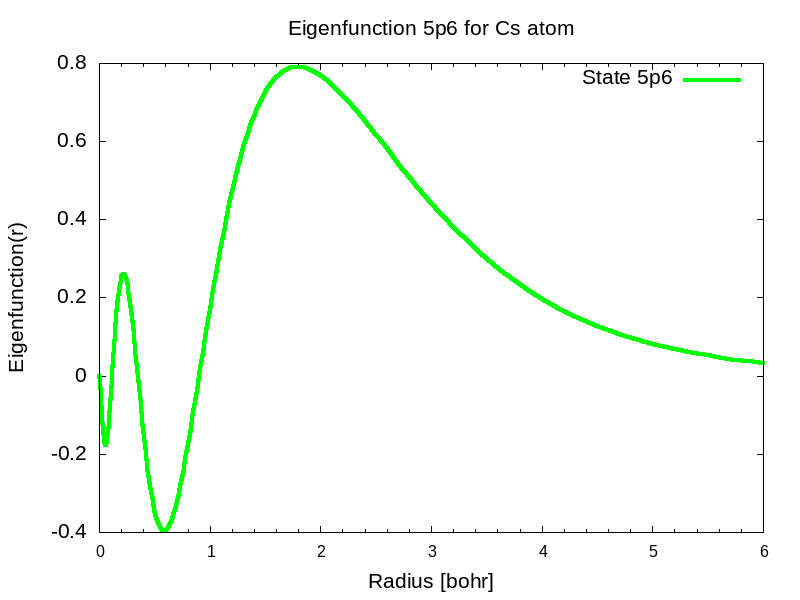 Eigenfunction 5p6 for Cs atom
State 5p6
Eigenfunction(r)
0.8
0.6
0.4
0.2
0
-0.2
-0.4
0 1 2 3 4 5 6
Radius [bohr]